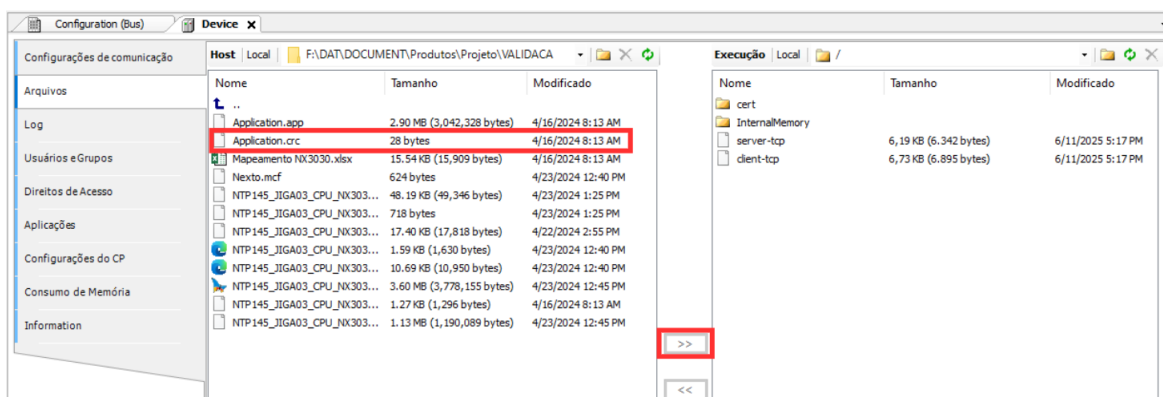 Configuration (Bus) Device X
Configurações de comunicação
Arquivos
Log
Usuários e Grupos
Direitos de Acesso
Aplicações
Configurações do CP
Consumo de Memória
Information
Host Local F:\DAT\DOCUMENT\Produtos\Projeto\VALIDACA
Nome Tamanho Modificado
..
Application.app 2.90 MB (3,042,328 bytes) 4/16/2024 8:13 AM
Application.crc 28 bytes 4/16/2024 8:13 AM
Mapeamento NX3030.xlsx 15.54 KB (15,909 bytes) 4/16/2024 8:13 AM
Nexto.mcf 624 bytes 4/23/2024 12:40 PM
NTP145_JIGA03_CPU_NX303... 48.19 KB (49,346 bytes) 4/23/2024 1:25 PM
NTP145_JIGA03_CPU_NX303... 718 bytes 4/23/2024 1:25 PM
NTP145_JIGA03_CPU_NX303... 17.40 KB (17,818 bytes) 4/22/2024 2:55 PM
NTP145_JIGA03_CPU_NX303... 1.59 KB (1,630 bytes) 4/23/2024 12:40 PM
NTP145_JIGA03_CPU_NX303... 10.69 KB (10,950 bytes) 4/23/2024 12:40 PM
NTP145_JIGA03_CPU_NX303... 3.60 MB (3,778,155 bytes) 4/23/2024 12:45 PM
NTP145_JIGA03_CPU_NX303... 1.27 KB (1,296 bytes) 4/16/2024 8:13 AM
NTP145_JIGA03_CPU_NX303... 1.13 MB (1,190,089 bytes) 4/23/2024 12:45 PM
>>
<<
Execução Local /
Nome Tamanho Modificado
cert
InternalMemory
server-tcp 6,19 KB (6.342 bytes) 6/11/2025 5:17 PM
client-tcp 6,73 KB (6.895 bytes) 6/11/2025 5:17 PM